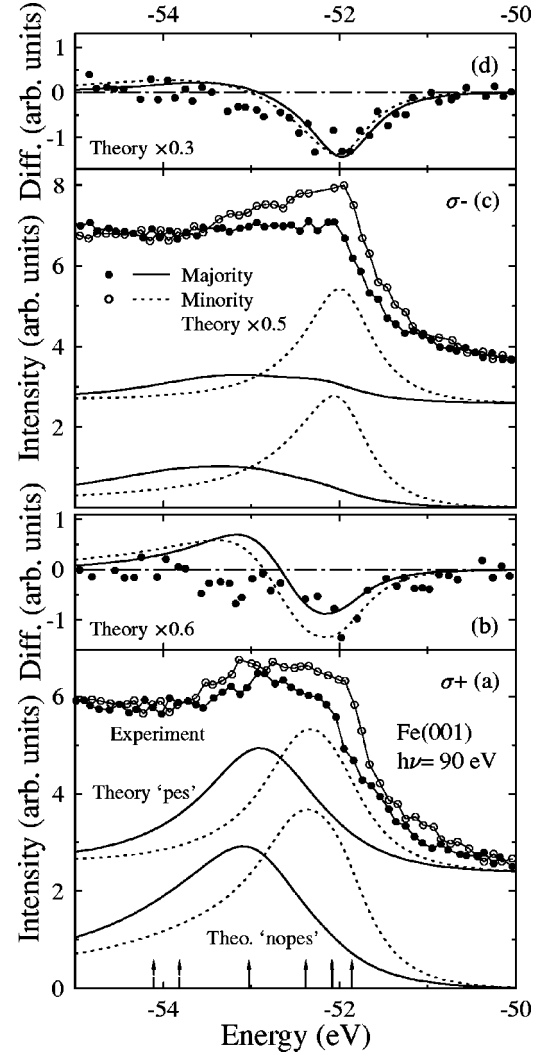 -54 -52 -50
Diff. (arb. units)
1
0
-1
(d)
Theory ×0.3
Intensity (arb. units)
8
6
4
2
σ- (c)
Majority
Minority
Theory ×0.5
Diff. (arb. units)
1
0
-1
(b)
Theory ×0.6
Intensity (arb. units)
6
4
2
0
σ+ (a)
Experiment
Fe(001)
hν= 90 eV
Theory 'pes'
Theo. 'nopes'
-54 -52 -50
Energy (eV)